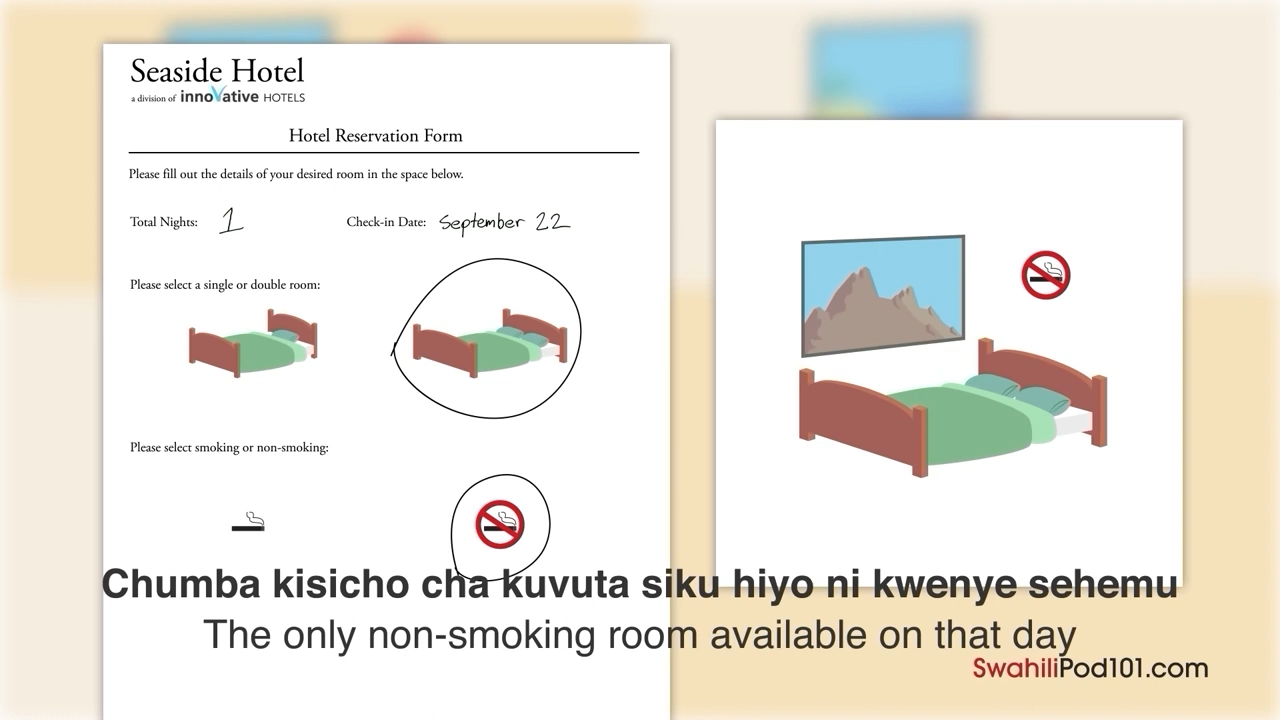 Seaside Hotel
a division of innoVative HOTELS
Hotel Reservation Form
Please fill out the details of your desired room in the space below.
Total Nights: 1 Check-in Date: September 22
Please select a single or double room:
Please select smoking or non-smoking:
Chumba kisicho cha kuvuta siku hiyo ni kwenye sehemu
The only non-smoking room available on that day
SwahiliPod101.com